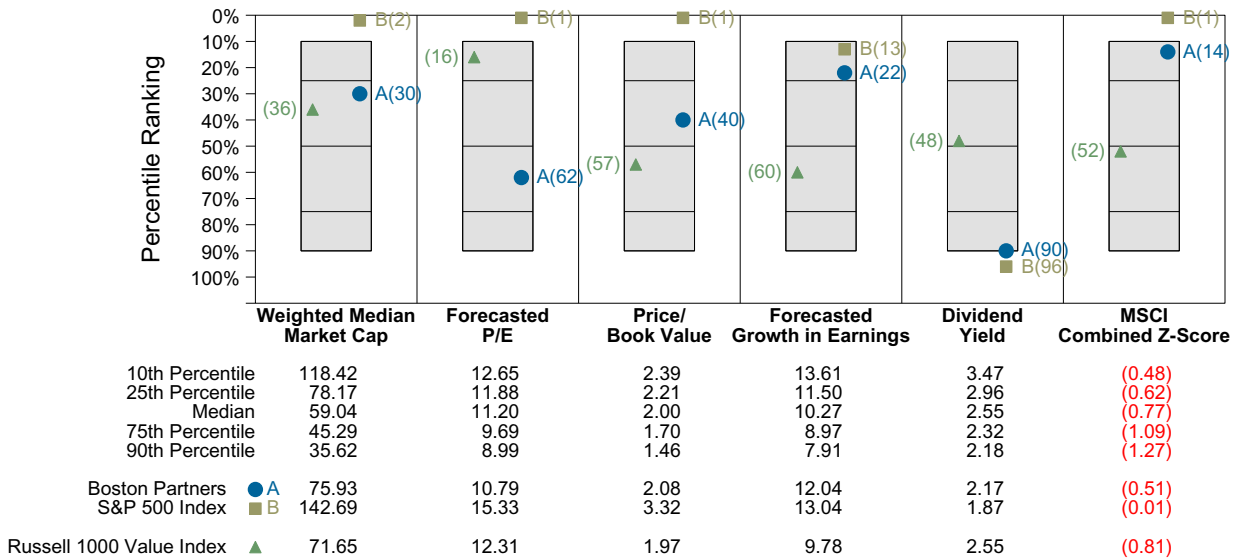 Percentile Ranking
0%
10%
20%
30%
40%
50%
60%
70%
80%
90%
100%
B(2)
A(30)
(36)
B(1)
(16)
A(62)
B(1)
A(40)
(57)
B(13)
A(22)
(60)
(48)
A(90)
B(96)
B(1)
A(14)
(52)
Weighted Median Forecasted Price/ Forecasted Dividend MSCI
Market Cap P/E Book Value Growth in Earnings Yield Combined Z-Score
10th Percentile 118.42 12.65 2.39 13.61 3.47 (0.48)
25th Percentile 78.17 11.88 2.21 11.50 2.96 (0.62)
Median 59.04 11.20 2.00 10.27 2.55 (0.77)
75th Percentile 45.29 9.69 1.70 8.97 2.32 (1.09)
90th Percentile 35.62 8.99 1.46 7.91 2.18 (1.27)
Boston Partners A 75.93 10.79 2.08 12.04 2.17 (0.51)
S&P 500 Index B 142.69 15.33 3.32 13.04 1.87 (0.01)
Russell 1000 Value Index 71.65 12.31 1.97 9.78 2.55 (0.81)